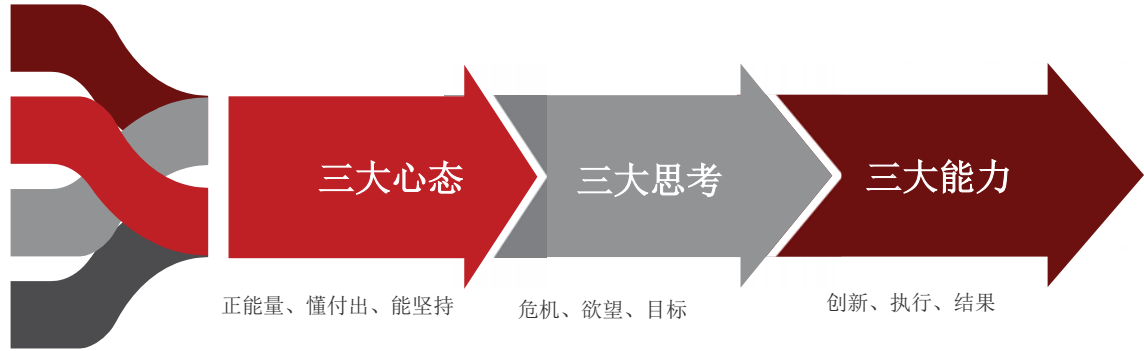 三大心态
三大思考
三大能力
正能量、懂付出、能坚持
危机、欲望、目标
创新、执行、结果